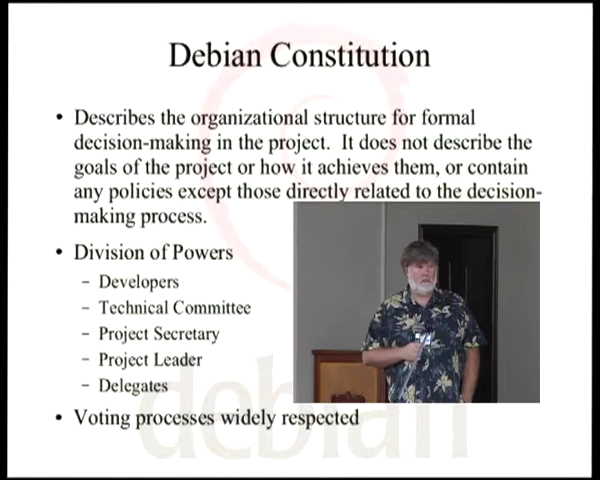 Debian Constitution
• Describes the organizational structure for formal
decision-making in the project. It does not describe the
goals of the project or how it achieves them, or contain
any policies except those directly related to the decision-
making process.
• Division of Powers
– Developers
– Technical Committee
– Project Secretary
– Project Leader
– Delegates
• Voting processes widely respected
debian